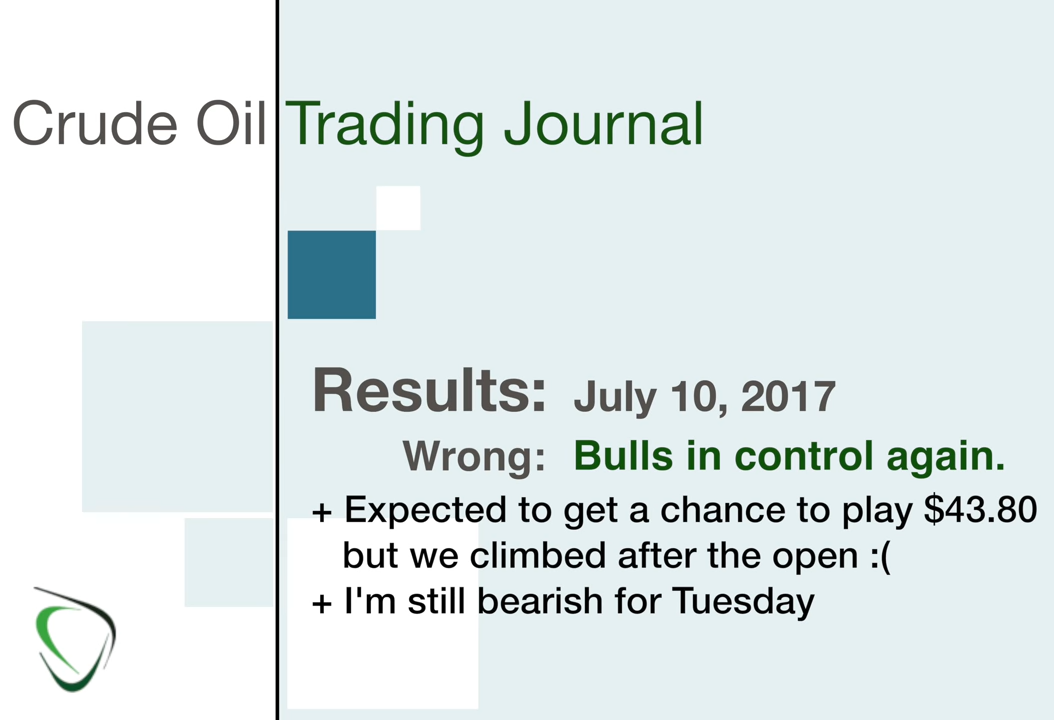 Crude Oil Trading Journal
Results: July 10, 2017
Wrong: Bulls in control again.
+ Expected to get a chance to play $43.80
but we climbed after the open :(
+ I'm still bearish for Tuesday